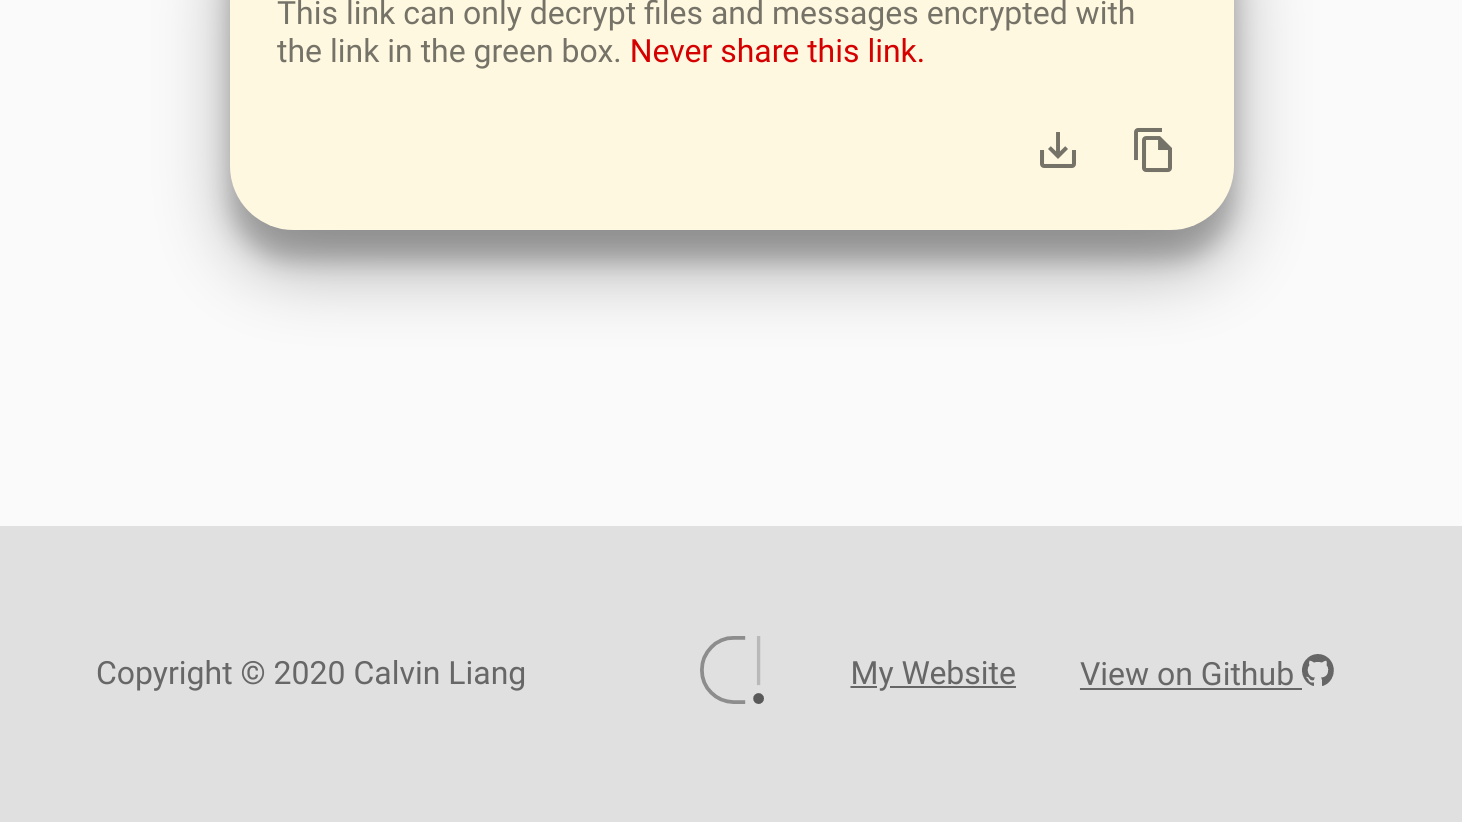 This link can only decrypt files and messages encrypted with
the link in the green box. Never share this link.
Copyright © 2020 Calvin Liang
My Website
View on Github